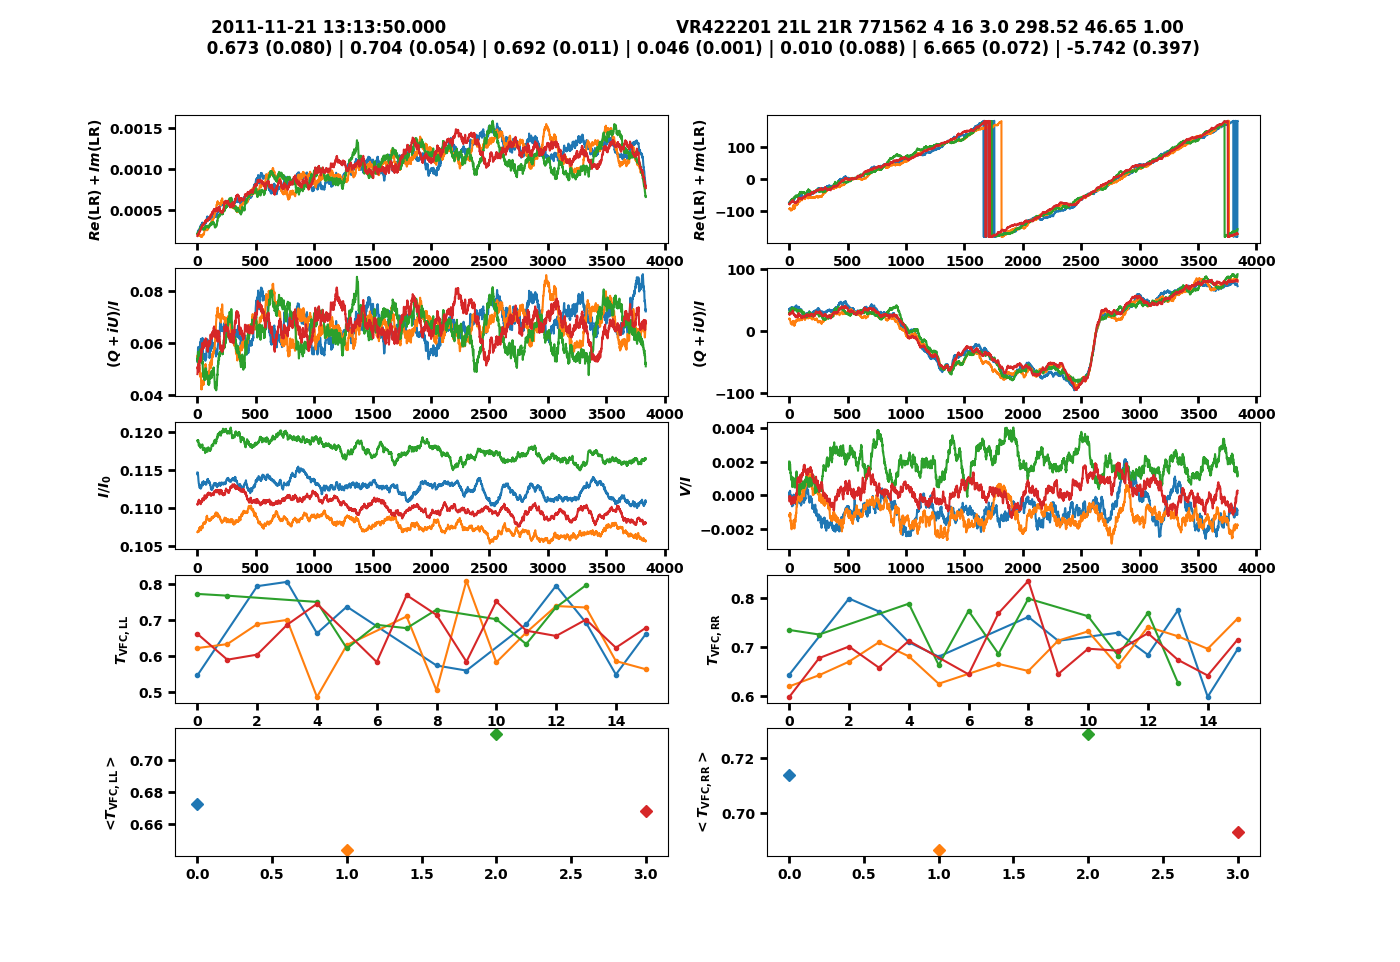 2011-11-21 13:13:50.000 VR422201 21L 21R 771562 4 16 3.0 298.52 46.65 1.00
0.673 (0.080) | 0.704 (0.054) | 0.692 (0.011) | 0.046 (0.001) | 0.010 (0.088) | 6.665 (0.072) | -5.742 (0.397)
Re(LR) + Im(LR)
0.0015
0.0010
0.0005
0 500 1000 1500 2000 2500 3000 3500 4000
Re(LR) + Im(LR)
100
0
−100
0 500 1000 1500 2000 2500 3000 3500 4000
(Q + iU)/I
0.08
0.06
0.04
0 500 1000 1500 2000 2500 3000 3500 4000
(Q + iU)/I
100
0
−100
0 500 1000 1500 2000 2500 3000 3500 4000
I/I0
0.120
0.115
0.110
0.105
0 500 1000 1500 2000 2500 3000 3500 4000
V/I
0.004
0.002
0.000
−0.002
0 500 1000 1500 2000 2500 3000 3500 4000
TVFC, LL
0.8
0.7
0.6
0.5
0 2 4 6 8 10 12 14
TVFC, RR
0.8
0.7
0.6
0 2 4 6 8 10 12 14
<TVFC, LL >
0.70
0.68
0.66
0.0 0.5 1.0 1.5 2.0 2.5 3.0
< TVFC, RR >
0.72
0.70
0.0 0.5 1.0 1.5 2.0 2.5 3.0